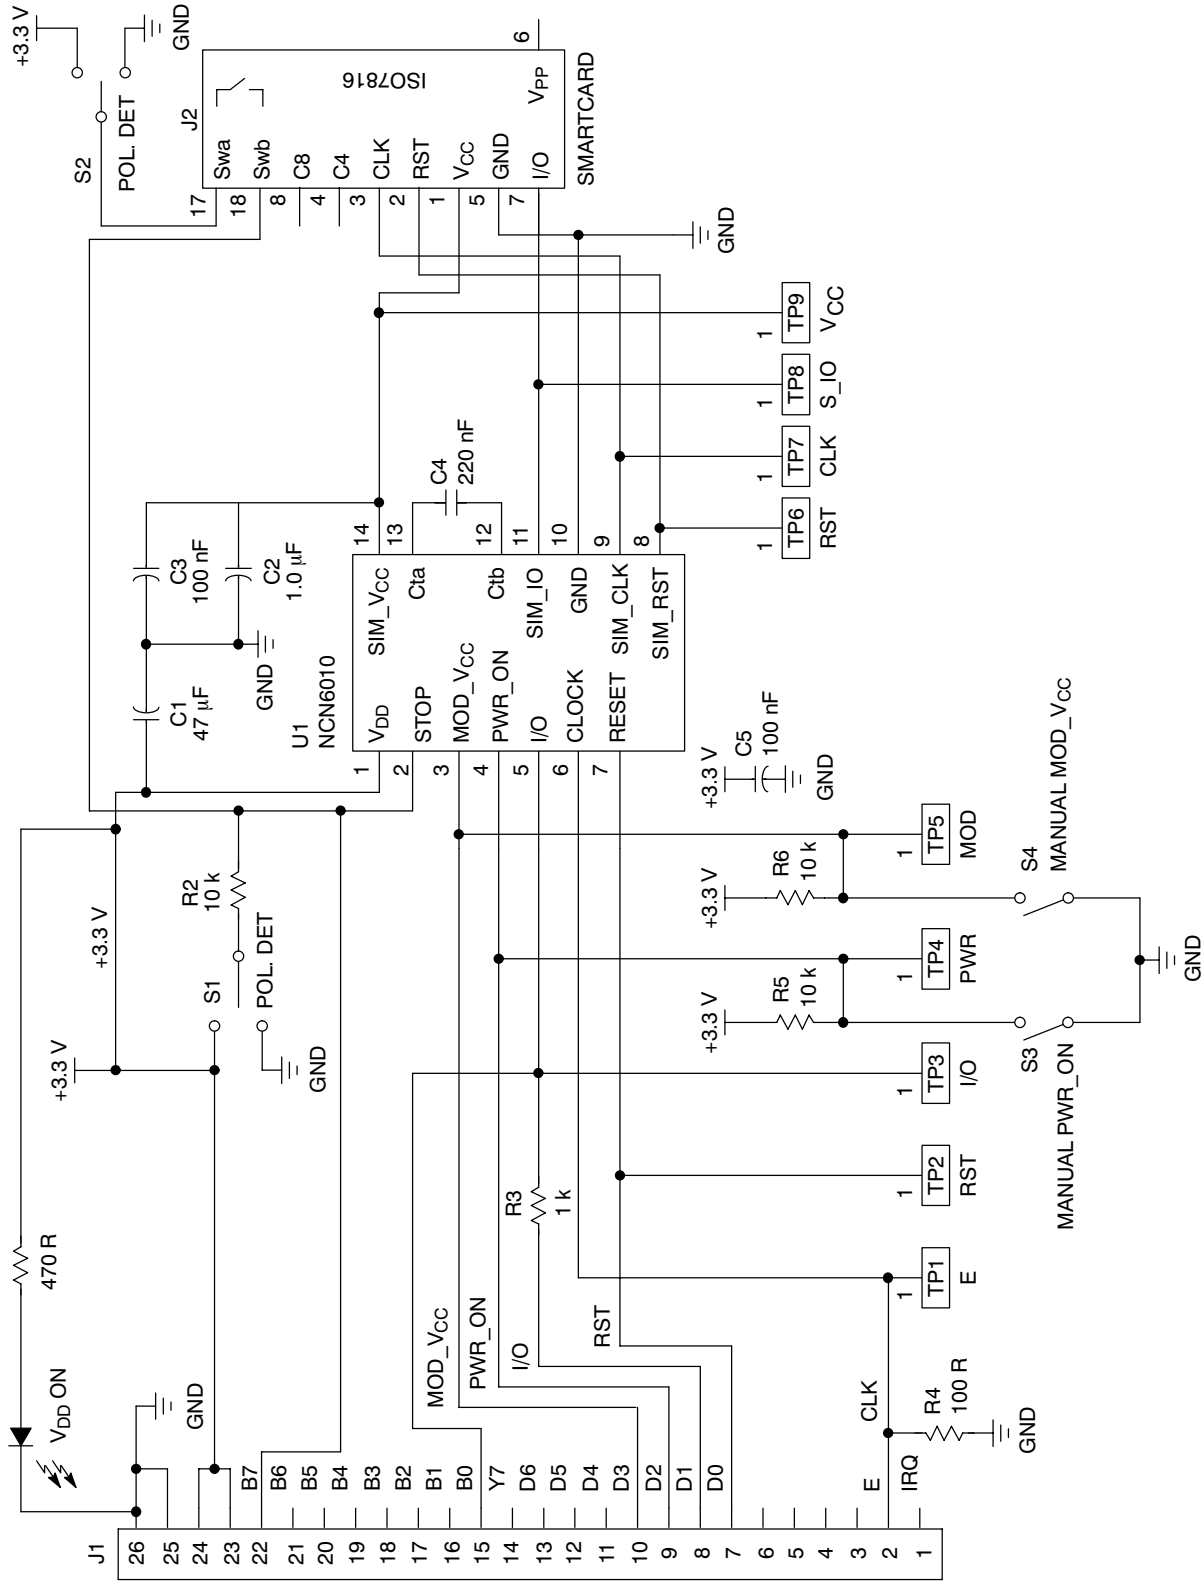 +3.3 V
GND
S2
POL. DET
J2
ISO7816
17 Swa
18 Swb
8 C8
4 C4
3 CLK
2 RST
1 VCC
5 GND
7 I/O
VPP 6
SMARTCARD
GND
C3
100 nF
C2
1.0 µF
C1
47 µF
GND
C4
220 nF
U1
NCN6010
1 VDD
2 STOP
3 MOD_VCC
4 PWR_ON
5 I/O
6 CLOCK
7 RESET
SIM_VCC 14
Cta 13
Ctb 12
SIM_IO 11
GND 10
SIM_CLK 9
SIM_RST 8
1 TP9 VCC
1 TP8 S_IO
1 TP7 CLK
1 TP6 RST
+3.3 V
C5
100 nF
GND
+3.3 V
+3.3 V
R2
10 k
S1
POL. DET
GND
470 R
VDD ON
GND
+3.3 V
R6
10 k
1 TP5 MOD
S4
MANUAL MOD_VCC
+3.3 V
R5
10 k
1 TP4 PWR
S3
MANUAL PWR_ON
GND
1 TP3 I/O
1 TP2 RST
1 TP1 E
R3
1 k
MOD_VCC
PWR_ON
I/O
RST
CLK
R4
100 R
GND
J1
26
25
24
23
22 B7
21 B6
20 B5
19 B4
18 B3
17 B2
16 B1
15 B0
14 Y7
13 D6
12 D5
11 D4
10 D3
9 D2
8 D1
7 D0
6
5
4
3
2 E
1 IRQ